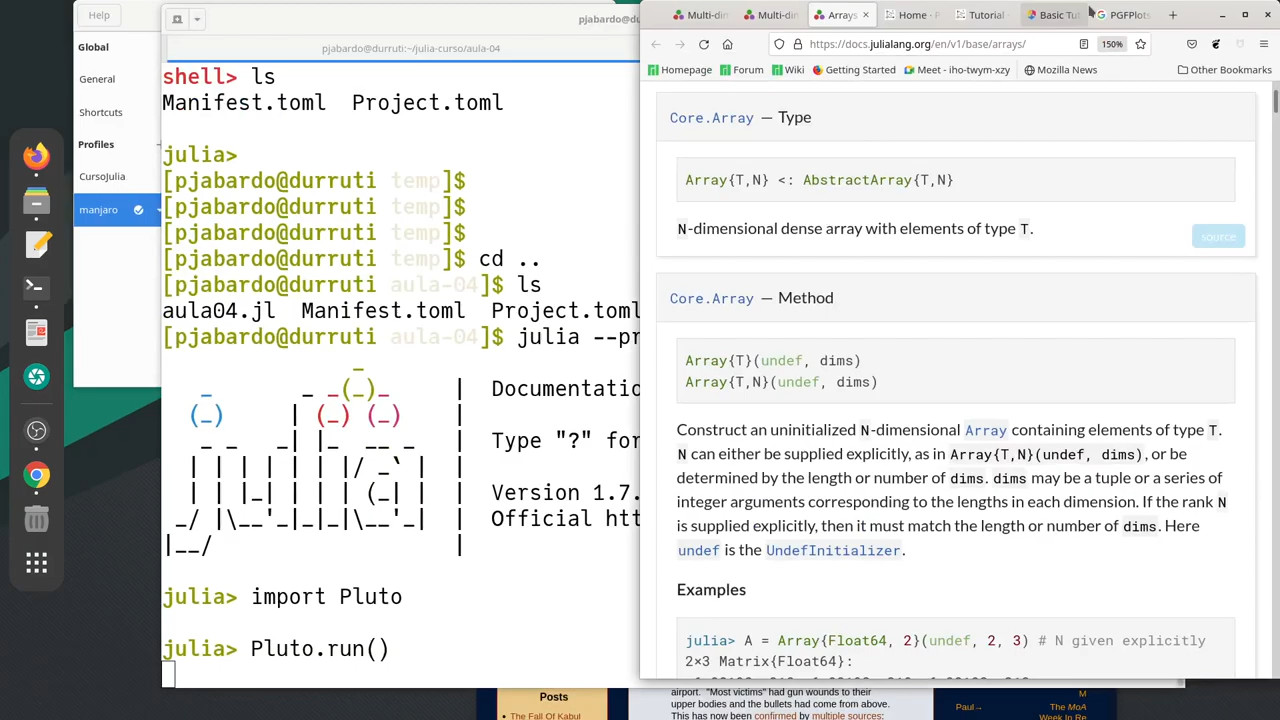 Help
Global
General
Shortcuts
Profiles
CursoJulia
manjaro
pjabardo@du
pjabardo@durruti:~/julia-curso/aula-04
shell> ls
Manifest.toml  Project.toml
julia>
[pjabardo@durruti temp]$
[pjabardo@durruti temp]$
[pjabardo@durruti temp]$
[pjabardo@durruti temp]$ cd ..
[pjabardo@durruti aula-04]$ ls
aula04.jl  Manifest.toml  Project.toml
[pjabardo@durruti aula-04]$ julia --pr
Documentatio
Type "?" for
Version 1.7.
Official htt
julia> import Pluto
julia> Pluto.run()
Multi-dim
Multi-dim
Arrays
Home · P
Tutorial ·
Basic Tut
PGFPlots
https://docs.julialang.org/en/v1/base/arrays/
150%
Homepage
Forum
Wiki
Getting Started
Meet - iho-twym-xzy
Mozilla News
Other Bookmarks
Core.Array — Type
Array{T,N} <: AbstractArray{T,N}
N-dimensional dense array with elements of type T.
source
Core.Array — Method
Array{T}(undef, dims)
Array{T,N}(undef, dims)
Construct an uninitialized N-dimensional Array containing elements of type T.
N can either be supplied explicitly, as in Array{T,N}(undef, dims), or be
determined by the length or number of dims. dims may be a tuple or a series of
integer arguments corresponding to the lengths in each dimension. If the rank N
is supplied explicitly, then it must match the length or number of dims. Here
undef is the UndefInitializer.
Examples
julia> A = Array{Float64, 2}(undef, 2, 3) # N given explicitly
2×3 Matrix{Float64}:
Posts
The Fall Of Kabul
airport. "Most victims" had gun wounds to their
upper bodies and the bullets had come from above.
This has now been confirmed by multiple sources:
M
Paul→
The MoA
Week In Re